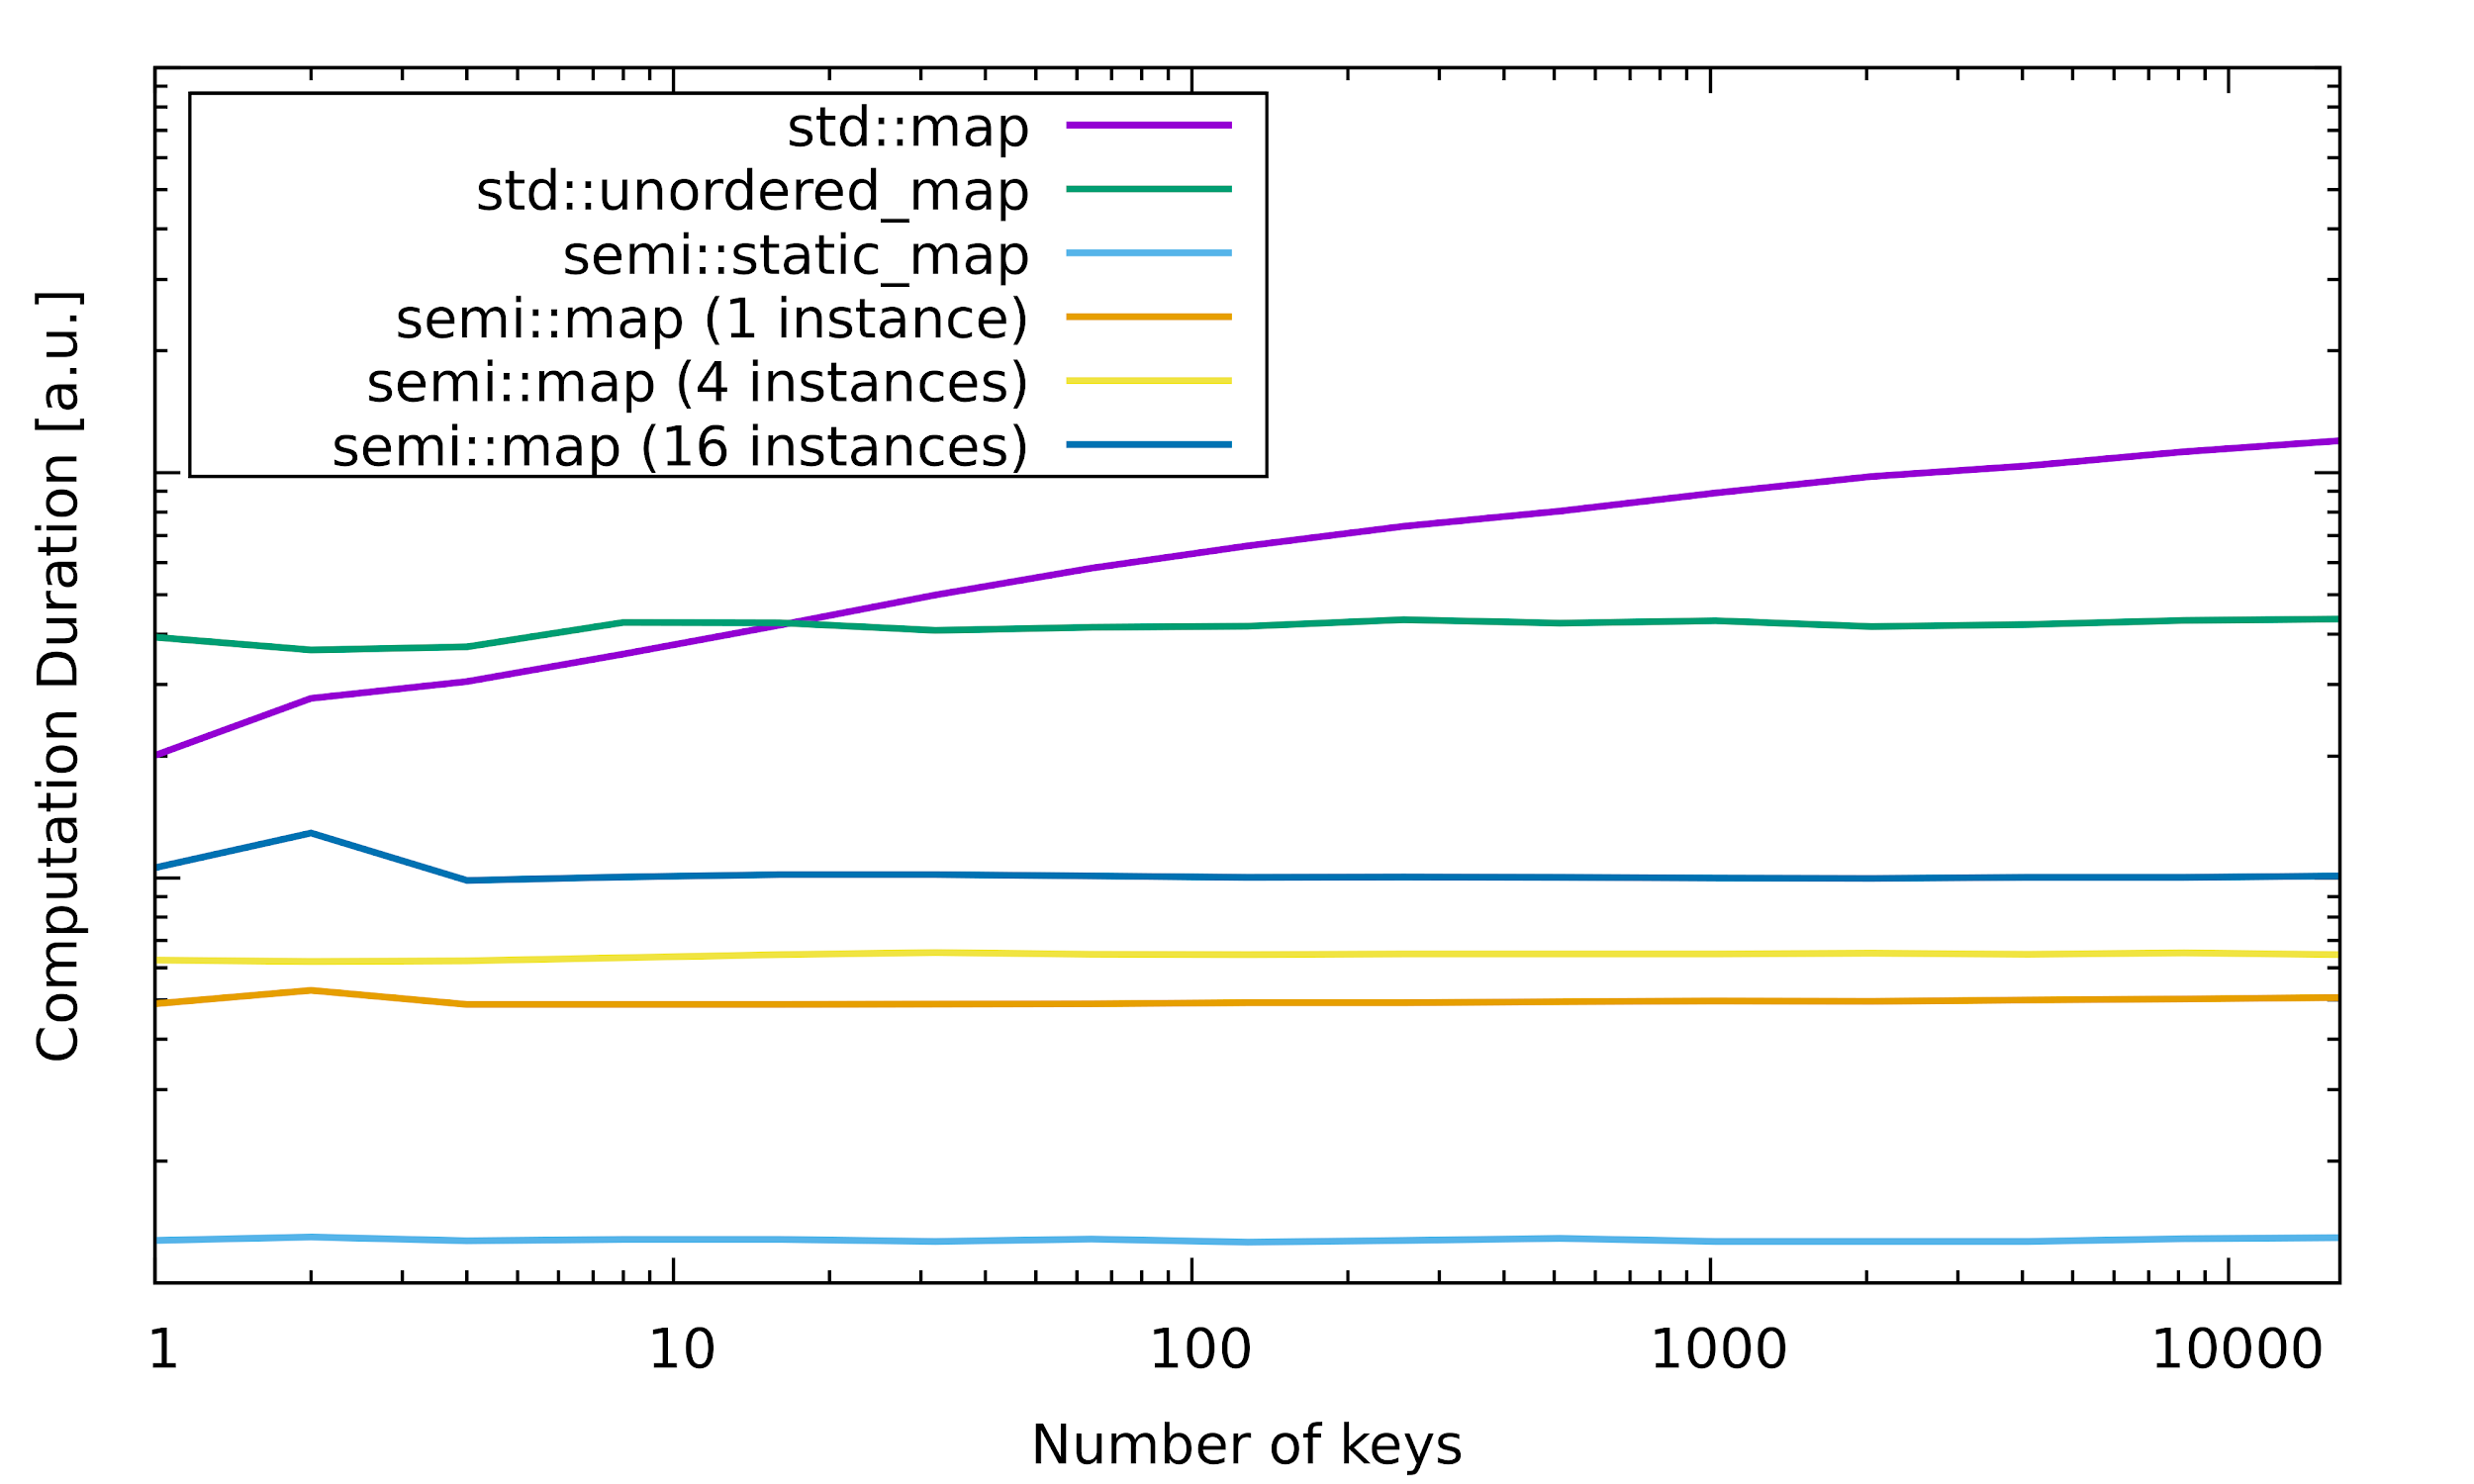 std::map
std::unordered_map
semi::static_map
semi::map (1 instance)
semi::map (4 instances)
semi::map (16 instances)
Computation Duration [a.u.]
1 10 100 1000 10000
Number of keys